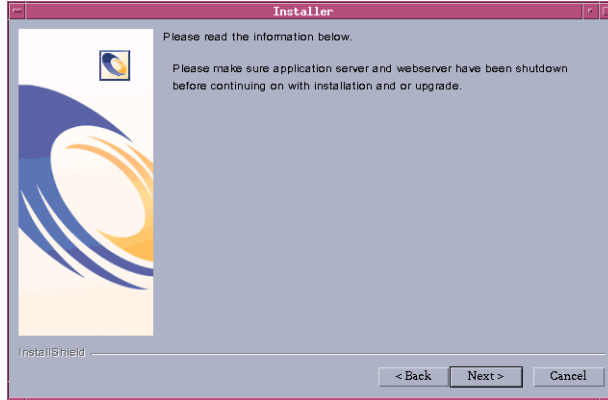 Installer
Please read the information below.
Please make sure application server and webserver have been shutdown
before continuing on with installation and or upgrade.
InstallShield
< Back
Next >
Cancel